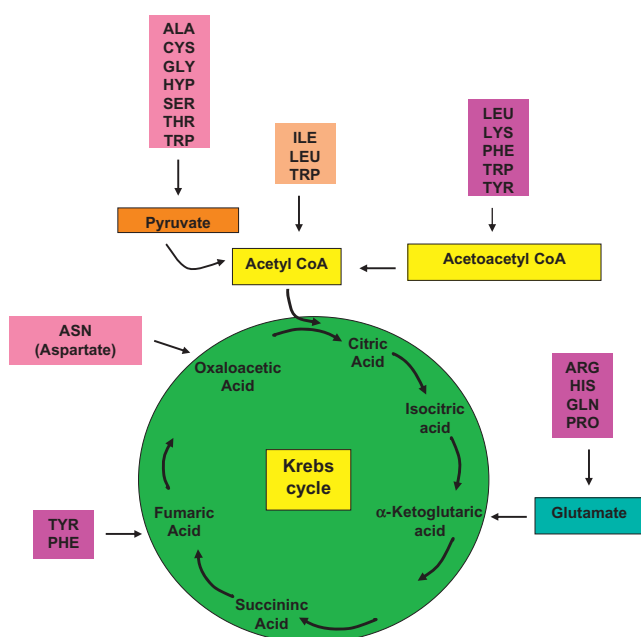 ALA
CYS
GLY
HYP
SER
THR
TRP
ILE
LEU
TRP
LEU
LYS
PHE
TRP
TYR
Pyruvate
Acetyl CoA
Acetoacetyl CoA
ASN
(Aspartate)
Oxaloacetic
Acid
Citric
Acid
Isocitric
acid
ARG
HIS
GLN
PRO
Krebs
cycle
TYR
PHE
Fumaric
Acid
α-Ketoglutaric
acid
Glutamate
Succininc
Acid